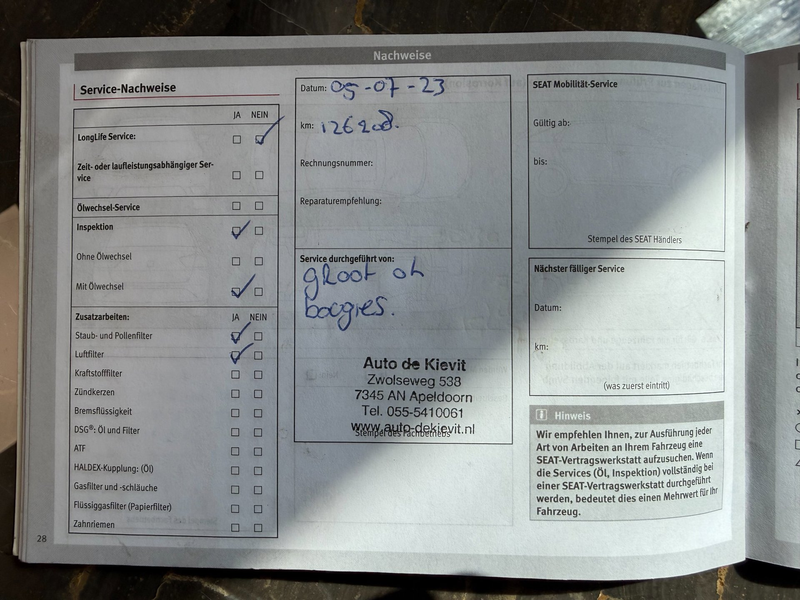 Nachweise
Service-Nachweise
JA NEIN
LongLife Service:
Zeit- oder laufleistungsabhängiger Ser-
vice
Ölwechsel-Service
Inspektion
Ohne Ölwechsel
Mit Ölwechsel
Zusatzarbeiten: JA NEIN
Staub- und Pollenfilter
Luftfilter
Kraftstofffilter
Zündkerzen
Bremsflüssigkeit
DSG®: Öl und Filter
ATF
HALDEX-Kupplung: (Öl)
Gasfilter und -schläuche
Flüssiggasfilter (Papierfilter)
Zahnriemen
28
Datum: 05-07-23
km: 126208.
Rechnungsnummer:
Reparaturempfehlung:
Service durchgeführt von:
groot oh
boogies.
Auto de Kievit
Zwolseweg 538
7345 AN Apeldoorn
Tel. 055-5410061
www.auto-dekievit.nl
Stempel des Fachbetriebs
SEAT Mobilität-Service
Gültig ab:
bis:
Stempel des SEAT Händlers
Nächster fälliger Service
Datum:
km:
(was zuerst eintritt)
Hinweis
Wir empfehlen Ihnen, zur Ausführung jeder
Art von Arbeiten an Ihrem Fahrzeug eine
SEAT-Vertragswerkstatt aufzusuchen. Wenn
die Services (Öl, Inspektion) vollständig bei
einer SEAT-Vertragswerkstatt durchgeführt
werden, bedeutet dies einen Mehrwert für Ihr
Fahrzeug.